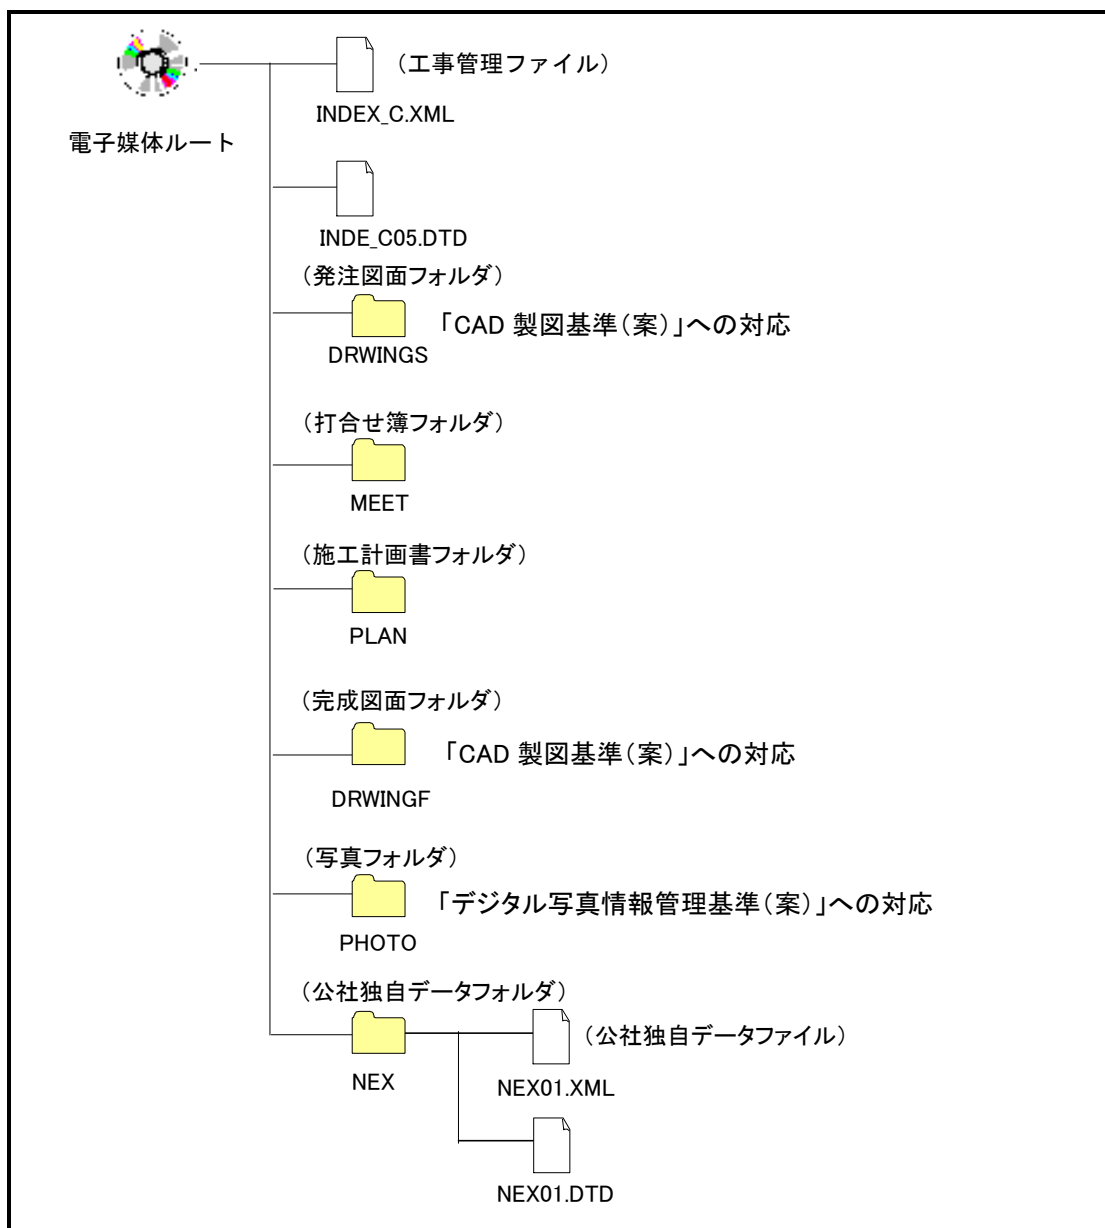 （工事管理ファイル）
INDEX_C.XML
電子媒体ルート
INDE_C05.DTD
（発注図面フォルダ）
「CAD 製図基準（案）」への対応
DRWINGS
（打合せ簿フォルダ）
MEET
（施工計画書フォルダ）
PLAN
（完成図面フォルダ）
「CAD 製図基準（案）」への対応
DRWINGF
（写真フォルダ）
「デジタル写真情報管理基準（案）」への対応
PHOTO
（公社独自データフォルダ）
（公社独自データファイル）
NEX
NEX01.XML
NEX01.DTD